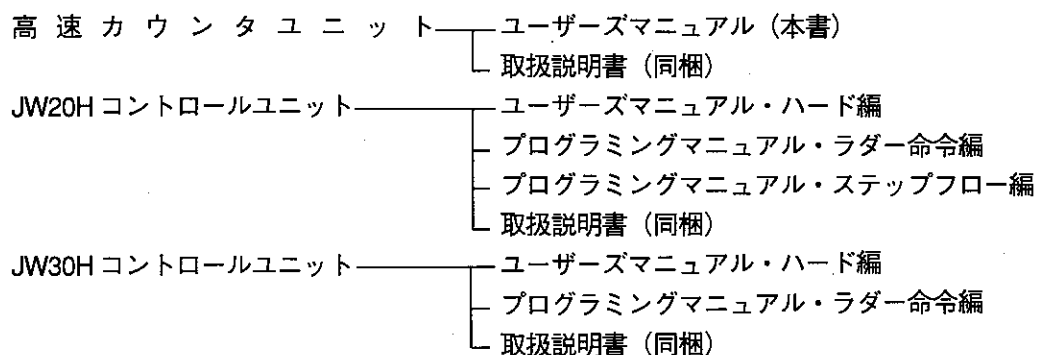 高速カウンタユニット ユーザーズマニュアル（本書）
取扱説明書（同梱）
JW20Hコントロールユニット ユーザーズマニュアル・ハード編
プログラミングマニュアル・ラダー命令編
プログラミングマニュアル・ステップフロー編
取扱説明書（同梱）
JW30Hコントロールユニット ユーザーズマニュアル・ハード編
プログラミングマニュアル・ラダー命令編
取扱説明書（同梱）